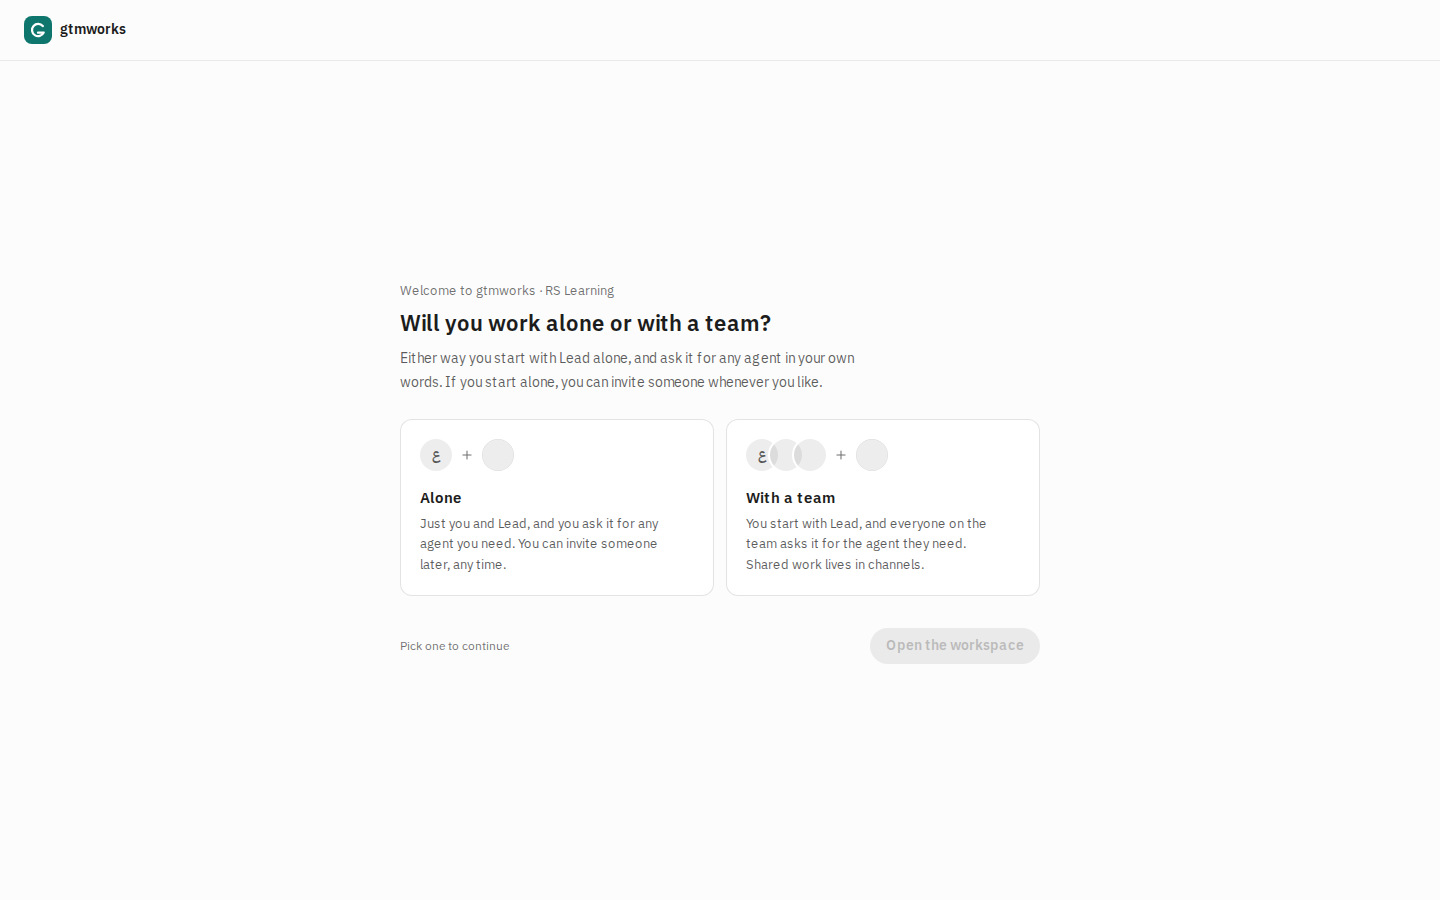 gtmworks
Welcome to gtmworks · RS Learning
Will you work alone or with a team?
Either way you start with Lead alone, and ask it for any agent in your own
words. If you start alone, you can invite someone whenever you like.
ع +
Alone
Just you and Lead, and you ask it for any
agent you need. You can invite someone
later, any time.
ع +
With a team
You start with Lead, and everyone on the
team asks it for the agent they need.
Shared work lives in channels.
Pick one to continue
Open the workspace